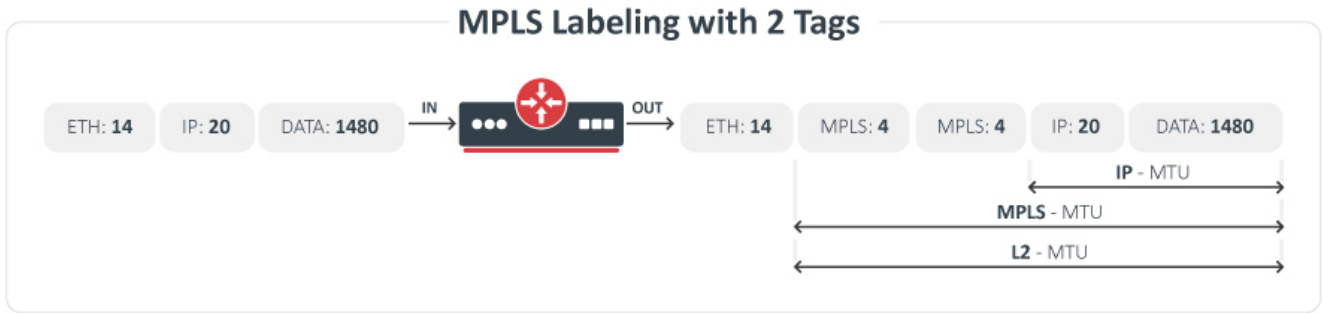 MPLS Labeling with 2 Tags
ETH: 14 IP: 20 DATA: 1480 IN OUT ETH: 14 MPLS: 4 MPLS: 4 IP: 20 DATA: 1480
IP - MTU
MPLS - MTU
L2 - MTU